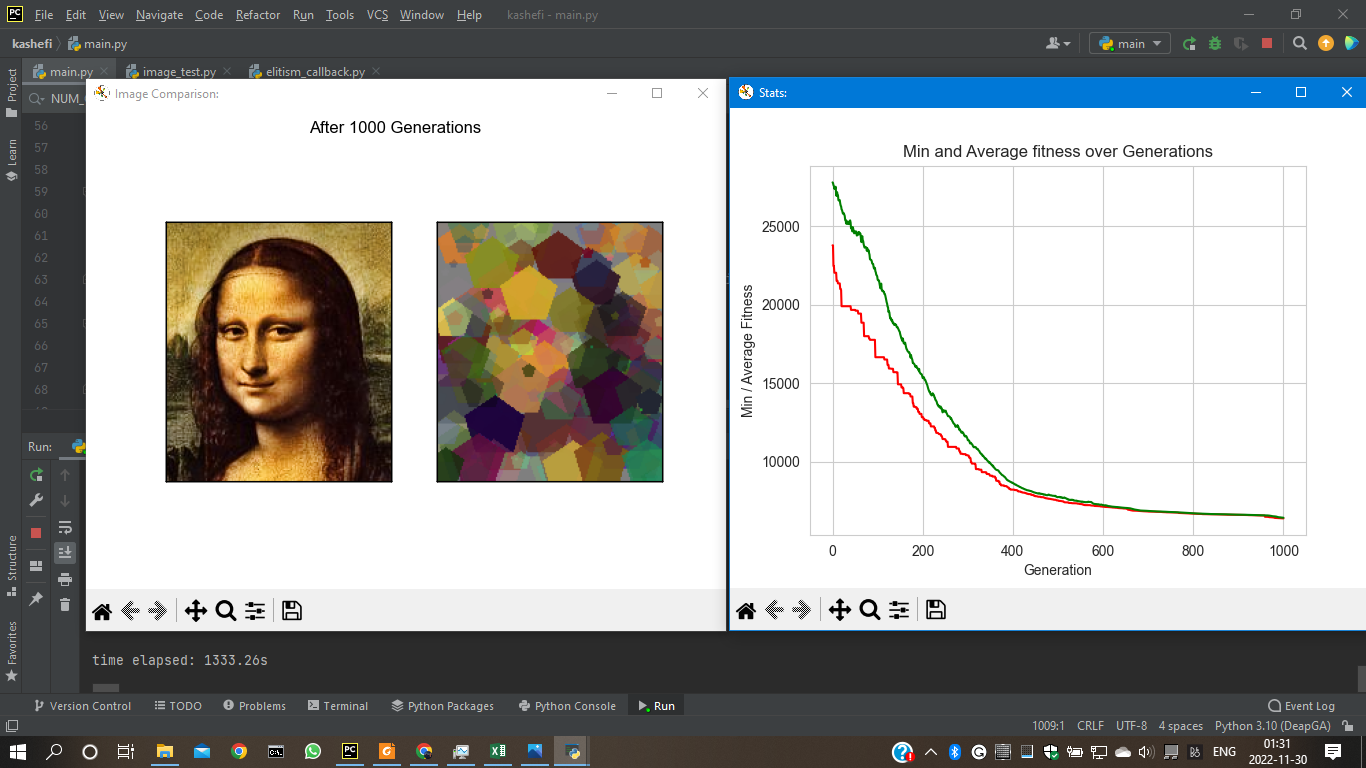 PC File Edit View Navigate Code Refactor Run Tools VCS Window Help kashefi - main.py
kashefi main.py main
main.py image_test.py elitism_callback.py
Project
Learn
Structure
Favorites
NUM_
56
57
58
59
60
61
62
63
64
65
66
67
68
Image Comparison:
After 1000 Generations
Stats:
Min and Average fitness over Generations
Min / Average Fitness
25000
20000
15000
10000
0 200 400 600 800 1000
Generation
Run:
time elapsed: 1333.26s
Version Control TODO Problems Terminal Python Packages Python Console Run Event Log
1009:1 CRLF UTF-8 4 spaces Python 3.10 (DeapGA)
PC ENG 01:31
2022-11-30